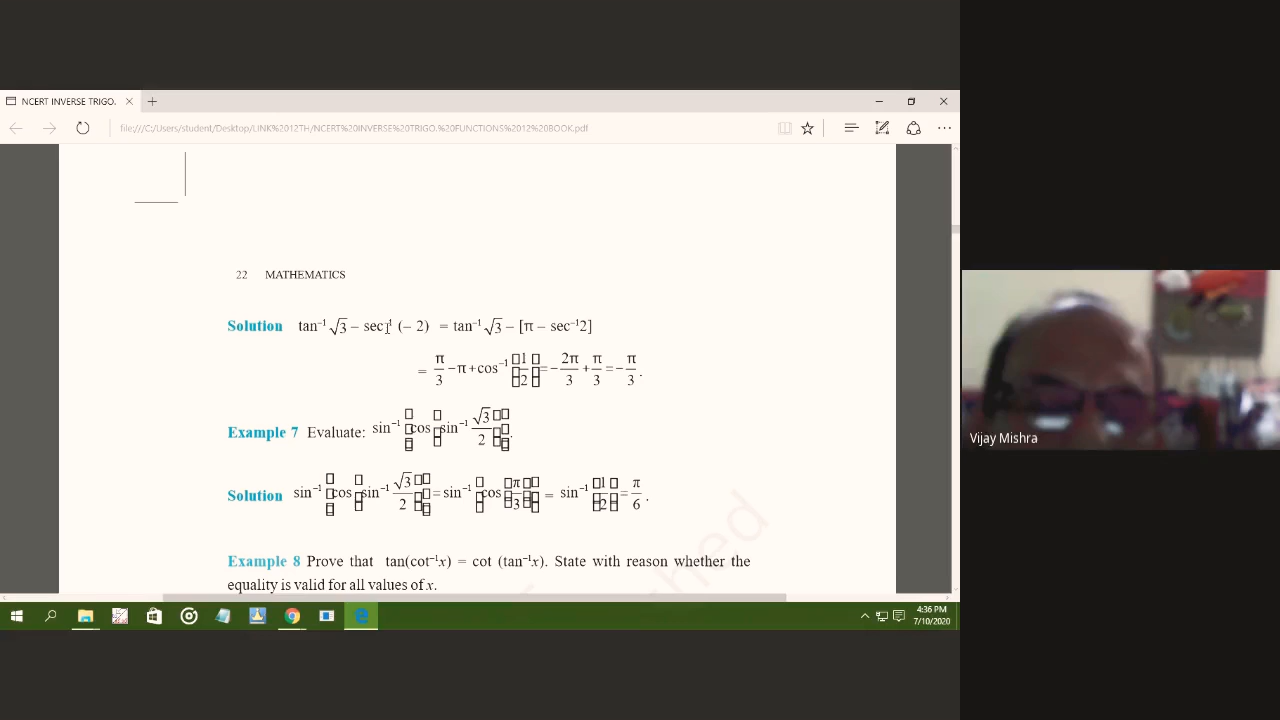 NCERT INVERSE TRIGO.
file:///C:/Users/student/Desktop/LINK%2012TH/NCERT%20INVERSE%20TRIGO.%20FUNCTIONS%2012%20BOOK.pdf
22 MATHEMATICS
Solution tan⁻¹ √3 – sec⁻¹ (– 2) = tan⁻¹ √3 – [π – sec⁻¹2]
= π/3 − π + cos⁻¹ (1/2) = − 2π/3 + π/3 = − π/3 .
Example 7 Evaluate: sin⁻¹ [cos (sin⁻¹ √3/2)] .
Solution sin⁻¹ [cos (sin⁻¹ √3/2)] = sin⁻¹ [cos (π/3)] = sin⁻¹ (1/2) = π/6 .
Example 8 Prove that tan(cot⁻¹x) = cot (tan⁻¹x). State with reason whether the
equality is valid for all values of x.
Vijay Mishra
4:36 PM
7/10/2020